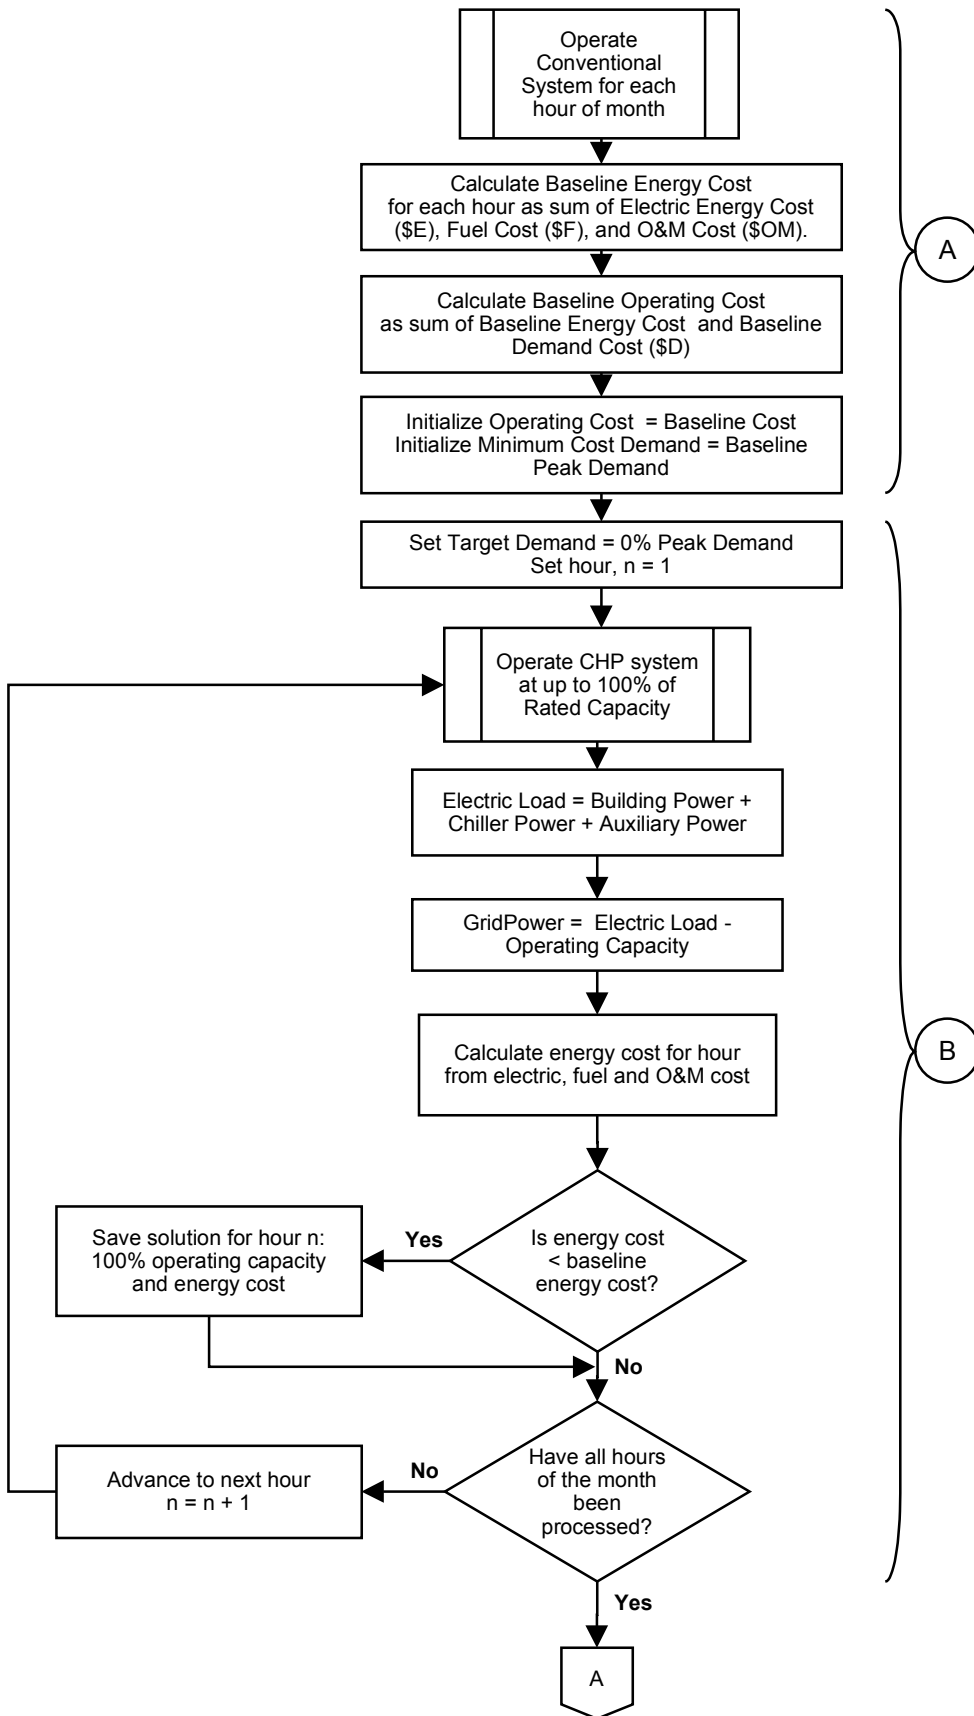 Operate
Conventional
System for each
hour of month
Calculate Baseline Energy Cost
for each hour as sum of Electric Energy Cost
($E), Fuel Cost ($F), and O&M Cost ($OM).
A
Calculate Baseline Operating Cost
as sum of Baseline Energy Cost and Baseline
Demand Cost ($D)
Initialize Operating Cost = Baseline Cost
Initialize Minimum Cost Demand = Baseline
Peak Demand
Set Target Demand = 0% Peak Demand
Set hour, n = 1
Operate CHP system
at up to 100% of
Rated Capacity
Electric Load = Building Power +
Chiller Power + Auxiliary Power
GridPower = Electric Load -
Operating Capacity
B
Calculate energy cost for hour
from electric, fuel and O&M cost
Is energy cost
< baseline
energy cost?
Yes
Save solution for hour n:
100% operating capacity
and energy cost
No
Have all hours
of the month
been
processed?
No
Advance to next hour
n = n + 1
Yes
A